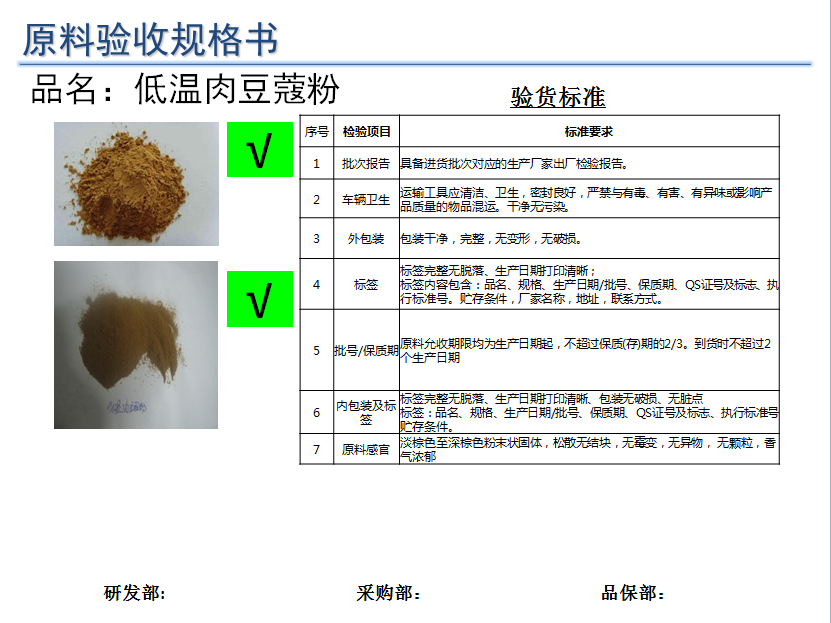 原料验收规格书
品名：低温肉豆蔻粉
验货标准
√
√
序号 检验项目 标准要求
1 批次报告 具备进货批次对应的生产厂家出厂检验报告。
2 车辆卫生 运输工具应清洁、卫生，密封良好，严禁与有毒、有害、有异味或影响产
品质量的物品混运。干净无污染。
3 外包装 包装干净，完整，无变形，无破损。
4 标签 标签完整无脱落、生产日期打印清晰；
标签内容包含：品名、规格、生产日期/批号、保质期、QS证号及标志、执
行标准号。贮存条件，厂家名称，地址，联系方式。
5 批号/保质期 原料允收期限均为生产日期起，不超过保质(存)期的2/3。到货时不超过2
个生产日期
6 内包装及标
签
标签完整无脱落、生产日期打印清晰、包装无破损、无脏点
标签：品名、规格、生产日期/批号、保质期、QS证号及标志、执行标准号
贮存条件。
7 原料感官 淡棕色至深棕色粉末状固体，松散无结块，无霉变，无异物， 无颗粒，香
气浓郁
研发部:
采购部：
品保部：